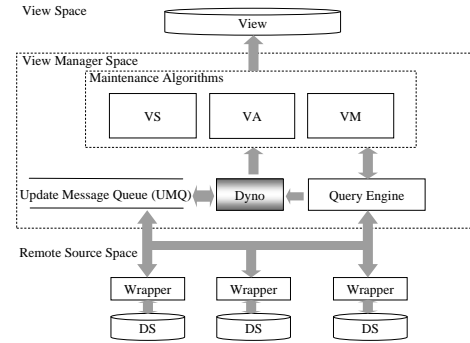 View Space
View
View Manager Space
Maintenance Algorithms
VS VA VM
Update Message Queue (UMQ) Dyno Query Engine
Remote Source Space
Wrapper Wrapper Wrapper
DS DS DS